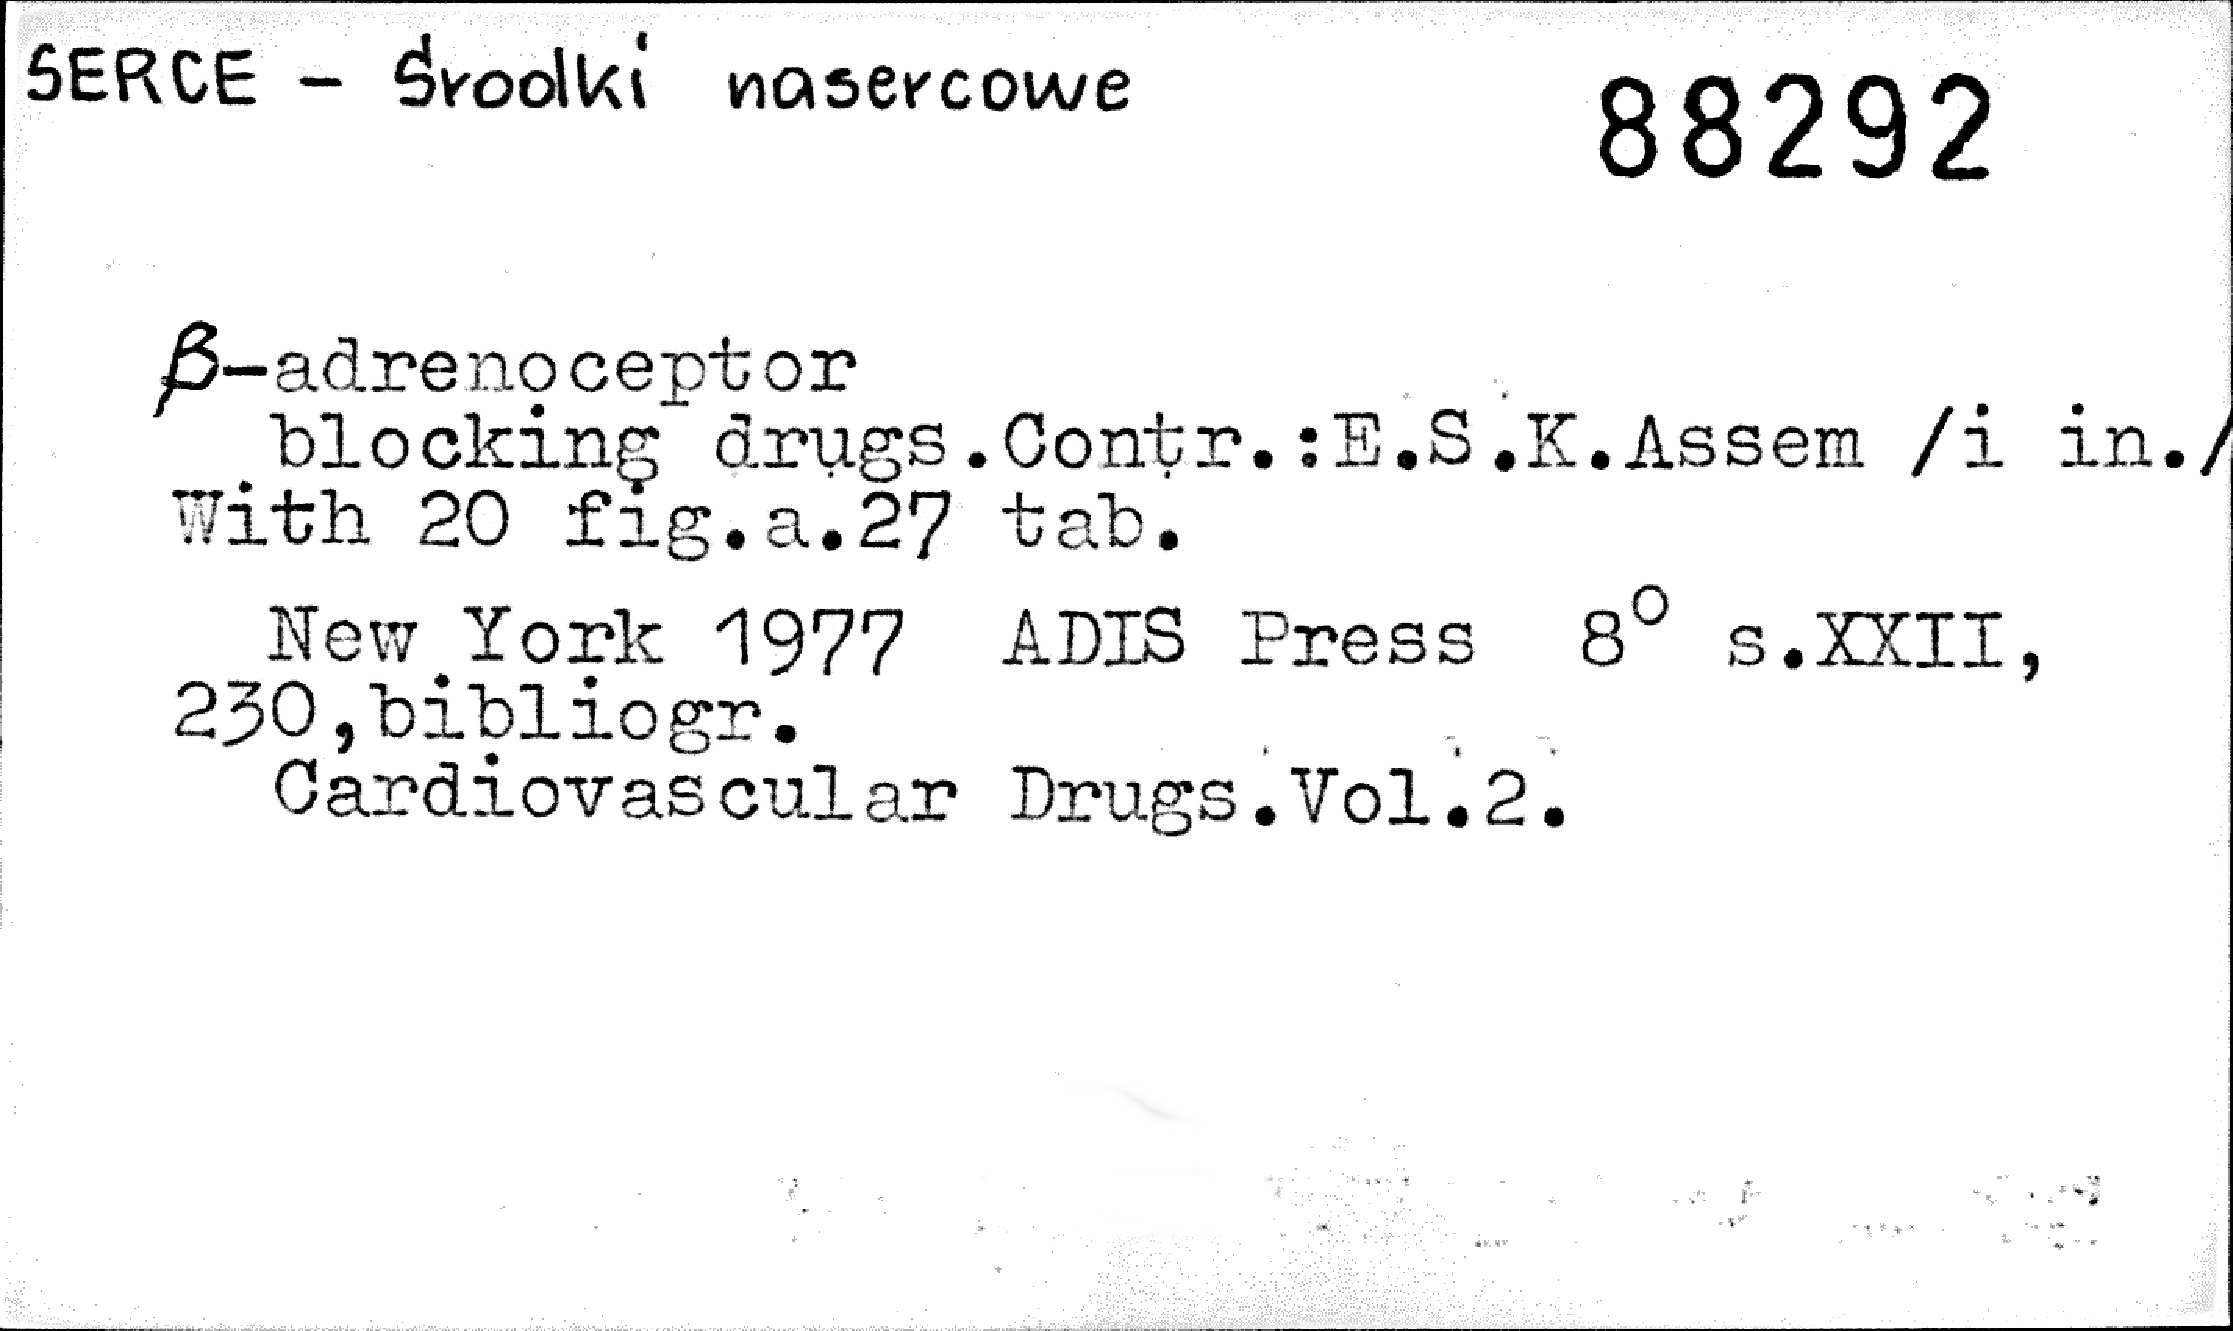 SERCE - Środki nasercowe
88292
β-adrenoceptor
blocking drugs.Contr.:E.S.K.Assem /i in./
With 20 fig.a.27 tab.
New York 1977 ADIS Press 8° s.XXII,
230,bibliogr.
Cardiovascular Drugs.Vol.2.